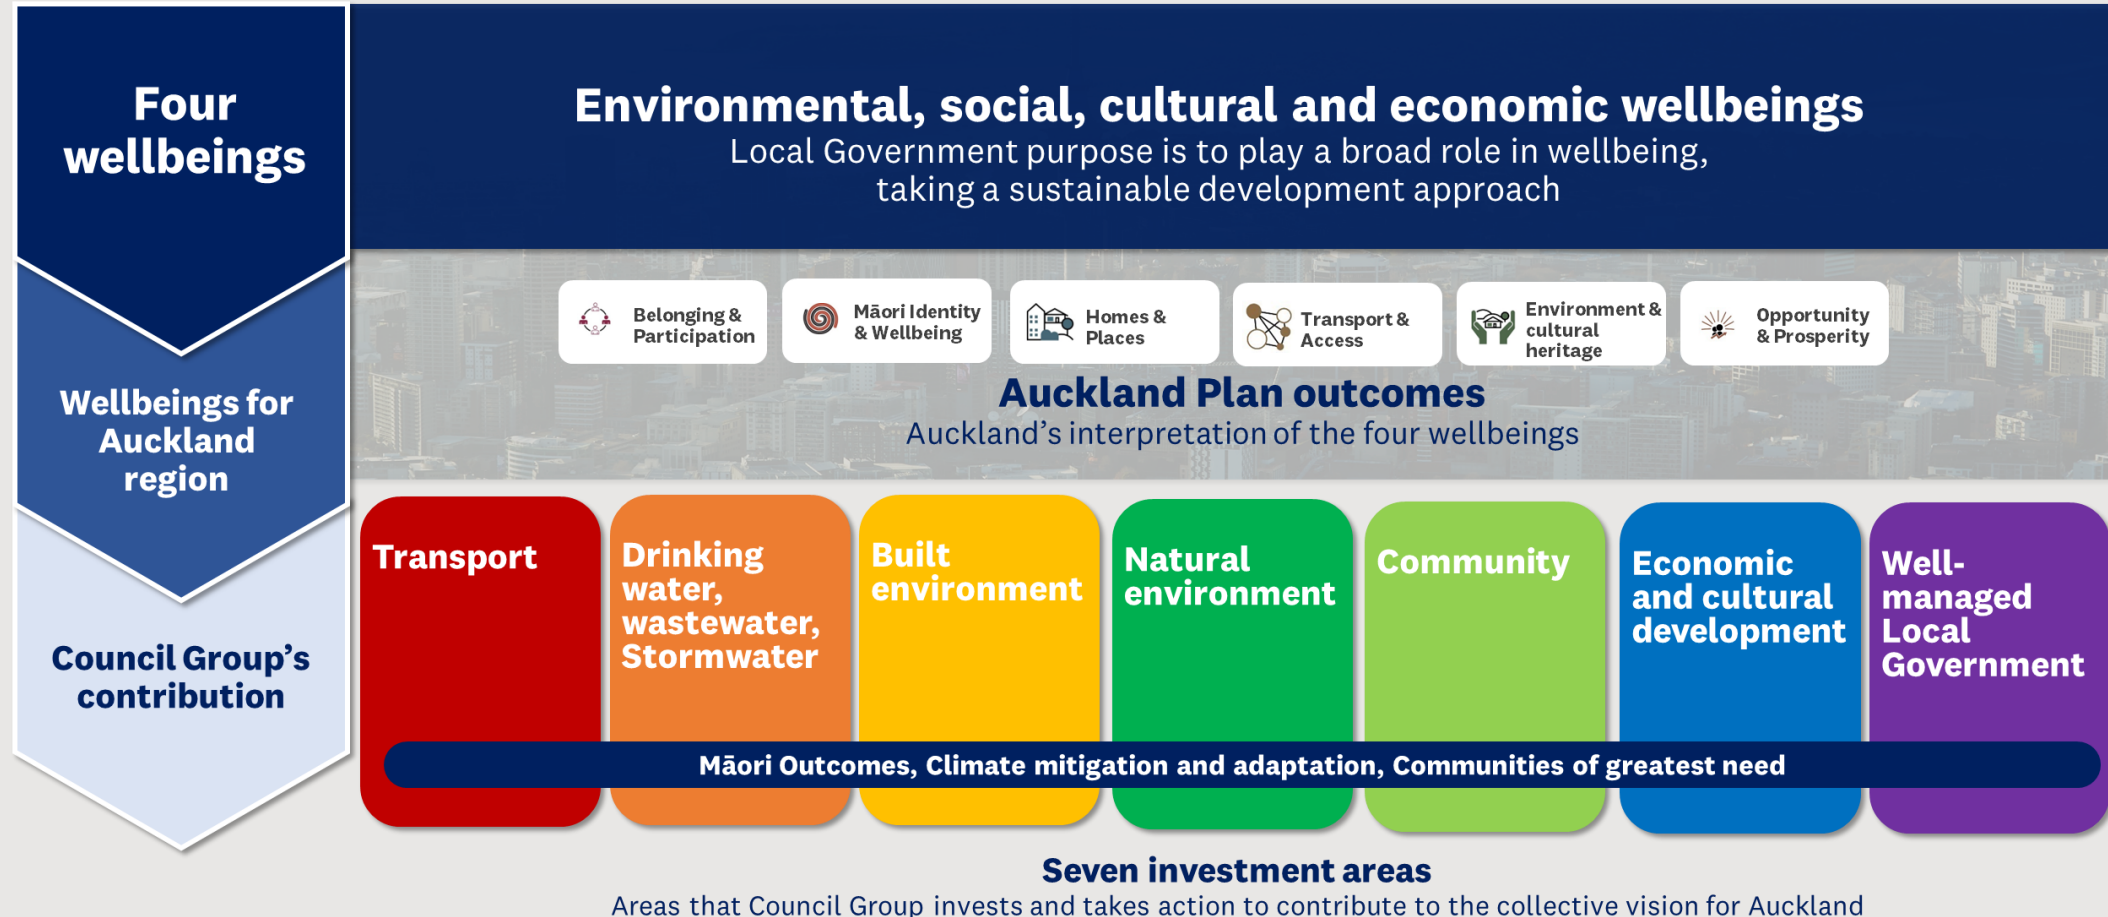 Four
wellbeings
Environmental, social, cultural and economic wellbeings
Local Government purpose is to play a broad role in wellbeing,
taking a sustainable development approach
Wellbeings for
Auckland
region
Belonging &
Participation
Māori Identity
& Wellbeing
Homes &
Places
Transport &
Access
Environment &
cultural
heritage
Opportunity
& Prosperity
Auckland Plan outcomes
Auckland’s interpretation of the four wellbeings
Council Group’s
contribution
Transport
Drinking
water,
wastewater,
Stormwater
Built
environment
Natural
environment
Community
Economic
and cultural
development
Well-
managed
Local
Government
Māori Outcomes, Climate mitigation and adaptation, Communities of greatest need
Seven investment areas
Areas that Council Group invests and takes action to contribute to the collective vision for Auckland